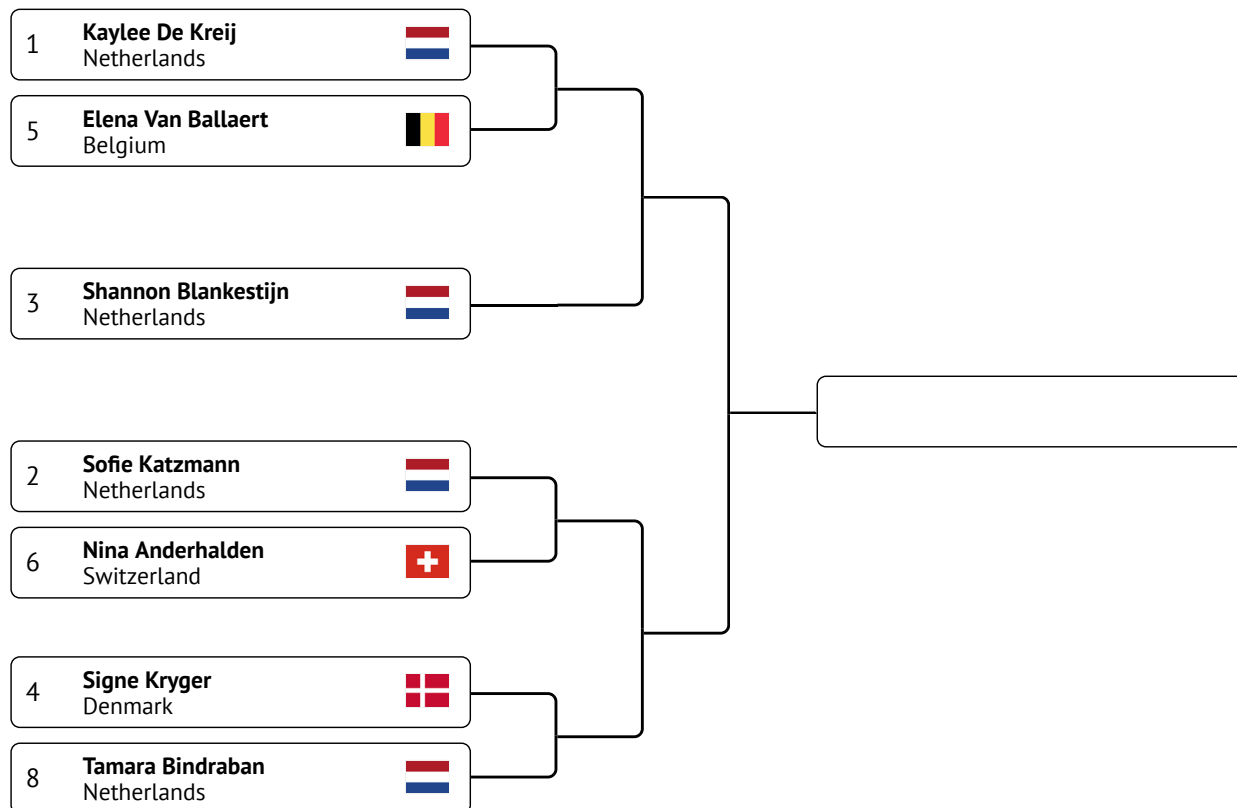 1
Kaylee De Kreij
Netherlands
5
Elena Van Ballaert
Belgium
3
Shannon Blankestijn
Netherlands
2
Sofie Katzmann
Netherlands
6
Nina Anderhalden
Switzerland
4
Signe Kryger
Denmark
8
Tamara Bindraban
Netherlands